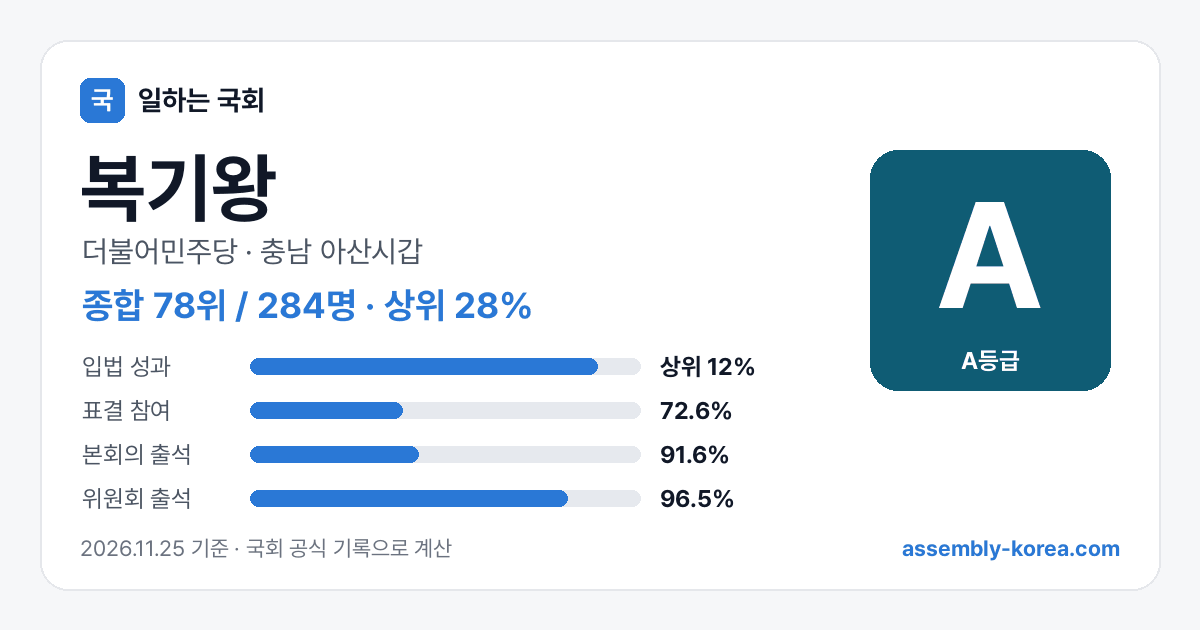 국 일하는 국회
복기왕
더불어민주당 · 충남 아산시갑
종합 78위 / 284명 · 상위 28%
입법 성과 상위 12%
표결 참여 72.6%
본회의 출석 91.6%
위원회 출석 96.5%
A
A등급
2026.11.25 기준 · 국회 공식 기록으로 계산
assembly-korea.com